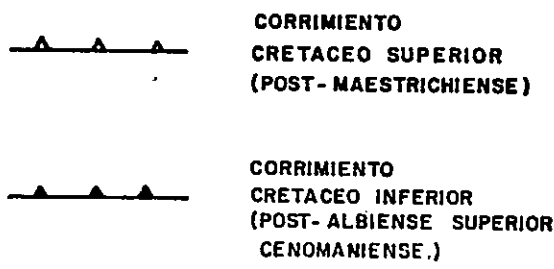 CORRIMIENTO
CRETACEO SUPERIOR
(POST-MAESTRICHIENSE)
CORRIMIENTO
CRETACEO INFERIOR
(POST-ALBIENSE SUPERIOR
CENOMANIENSE.)